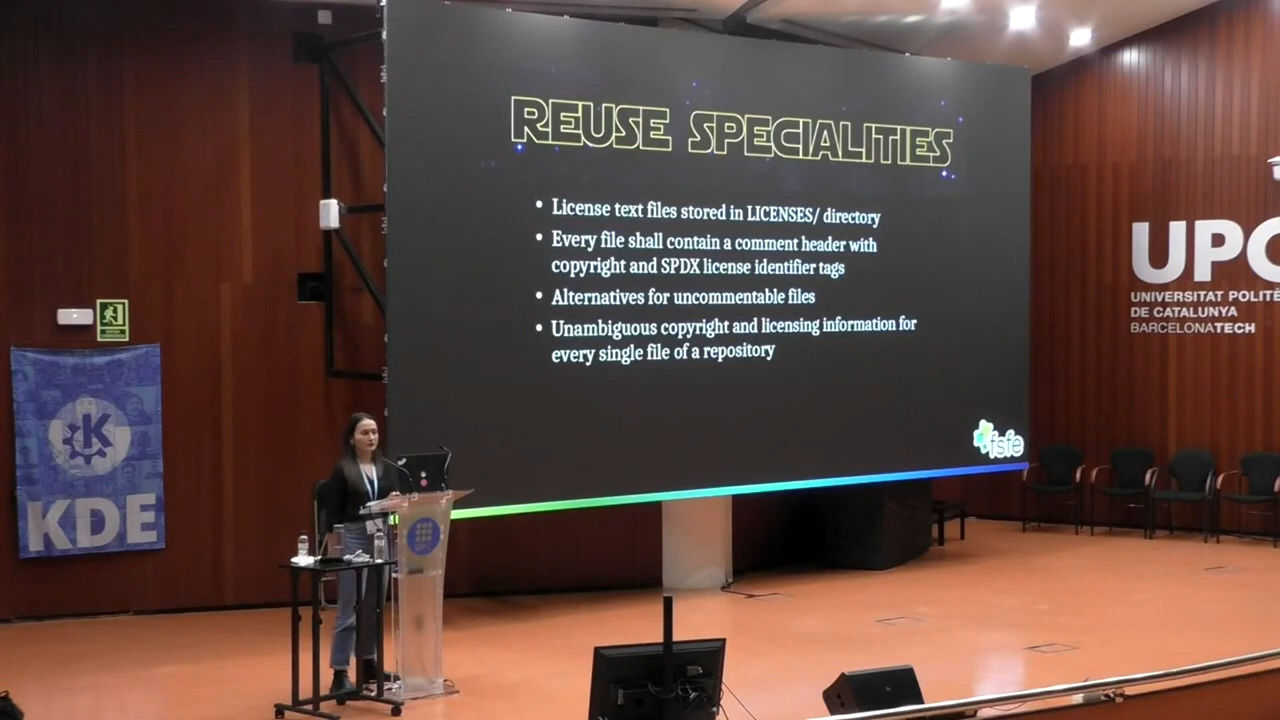 REUSE SPECIALITIES
• License text files stored in LICENSES/ directory
• Every file shall contain a comment header with
copyright and SPDX license identifier tags
• Alternatives for uncommentable files
• Unambiguous copyright and licensing information for
every single file of a repository
fsfe
UPC
UNIVERSITAT POLITÈ
DE CATALUNYA
BARCELONATECH
K
KDE
UPC